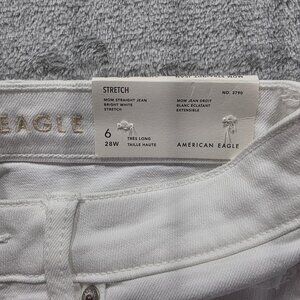 STRETCH
MOM STRAIGHT JEAN
BRIGHT WHITE
STRETCH
NO. 3790
MOM JEAN DROIT
BLANC ÉCLATANT
EXTENSIBLE
EAGLE
6
28W
TRÈS LONG
TAILLE HAUTE
AMERICAN EAGLE